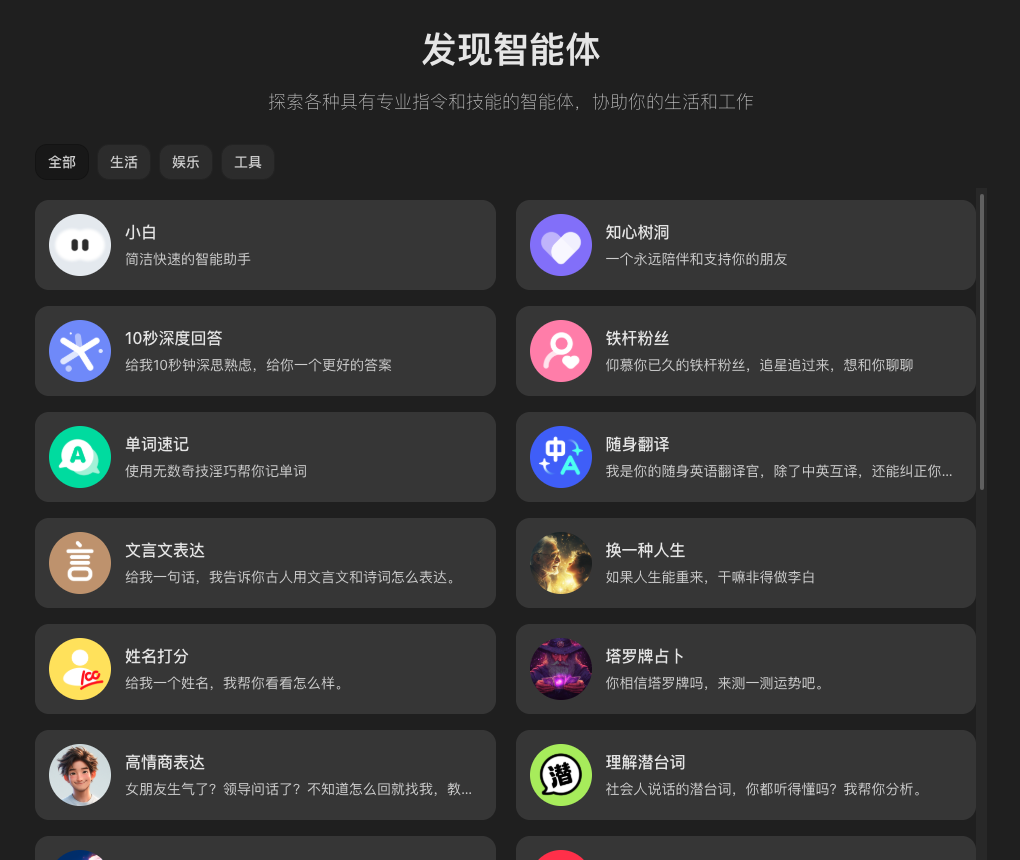 发现智能体
探索各种具有专业指令和技能的智能体，协助你的生活和工作
全部
生活
娱乐
工具
小白
简洁快速的智能助手
知心树洞
一个永远陪伴和支持你的朋友
10秒深度回答
给我10秒钟深思熟虑，给你一个更好的答案
铁杆粉丝
仰慕你已久的铁杆粉丝，追星追过来，想和你聊聊
A
单词速记
使用无数奇技淫巧帮你记单词
中A
随身翻译
我是你的随身英语翻译官，除了中英互译，还能纠正你...
言
文言文表达
给我一句话，我告诉你古人用文言文和诗词怎么表达。
换一种人生
如果人生能重来，干嘛非得做李白
100
姓名打分
给我一个姓名，我帮你看看怎么样。
塔罗牌占卜
你相信塔罗牌吗，来测一测运势吧。
高情商表达
女朋友生气了？领导问话了？不知道怎么回就找我，教...
潜
理解潜台词
社会人说话的潜台词，你都听得懂吗？我帮你分析。